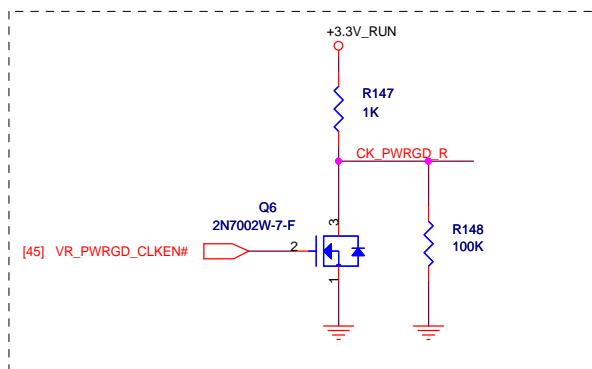 +3.3V_RUN
R147
1K
CK_PWRGD_R
Q6
2N7002W-7-F
3
R148
100K
[45] VR_PWRGD_CLKEN#
2
1